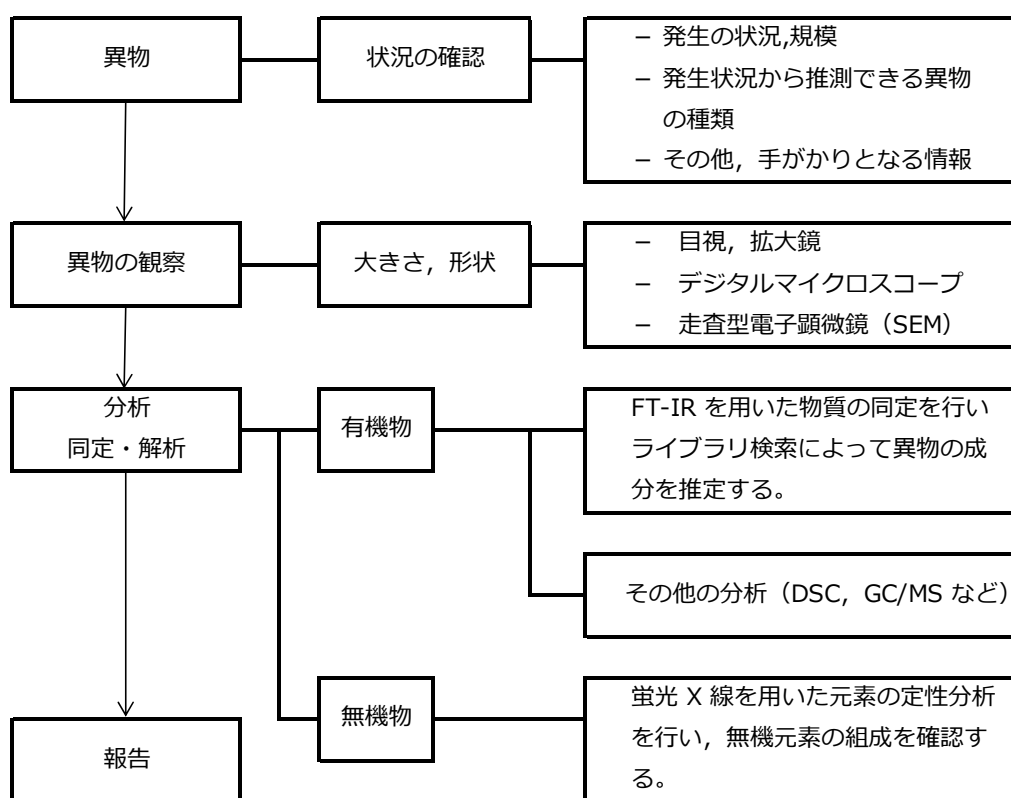 異物
状況の確認
− 発生の状況,規模
− 発生状況から推測できる異物
の種類
− その他，手がかりとなる情報
異物の観察
大きさ，形状
− 目視，拡大鏡
− デジタルマイクロスコープ
− 走査型電子顕微鏡（SEM）
分析
同定・解析
有機物
FT-IR を用いた物質の同定を行い
ライブラリ検索によって異物の成
分を推定する。
その他の分析（DSC，GC/MS など）
無機物
蛍光 X 線を用いた元素の定性分析
を行い，無機元素の組成を確認す
る。
報告